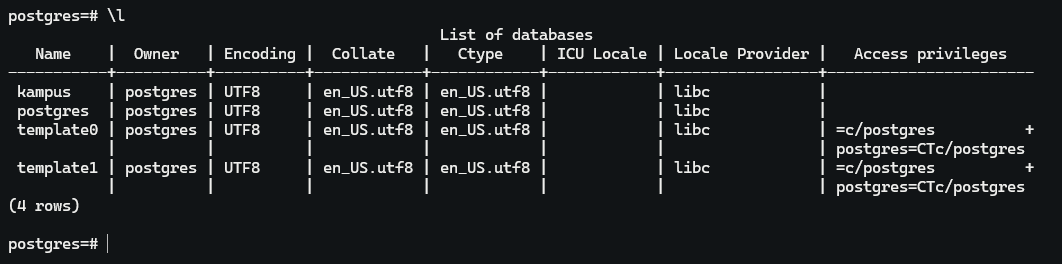 postgres=# \l
                                                List of databases
   Name    |  Owner   | Encoding |  Collate   |   Ctype    | ICU Locale | Locale Provider |   Access privileges
-----------+----------+----------+------------+------------+------------+-----------------+-----------------------
 kampus    | postgres | UTF8     | en_US.utf8 | en_US.utf8 |            | libc            |
 postgres  | postgres | UTF8     | en_US.utf8 | en_US.utf8 |            | libc            |
 template0 | postgres | UTF8     | en_US.utf8 | en_US.utf8 |            | libc            | =c/postgres          +
           |          |          |            |            |            |                 | postgres=CTc/postgres
 template1 | postgres | UTF8     | en_US.utf8 | en_US.utf8 |            | libc            | =c/postgres          +
           |          |          |            |            |            |                 | postgres=CTc/postgres
(4 rows)
postgres=#